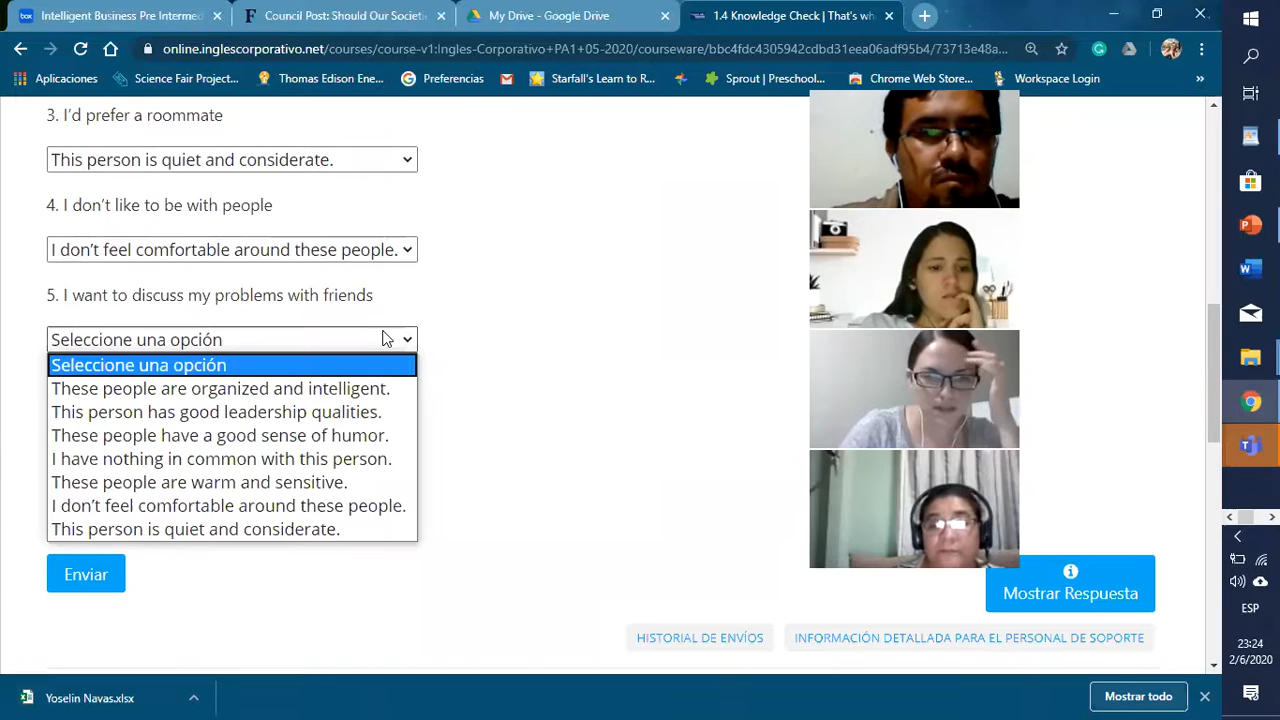 Intelligent Business Pre Intermed
Council Post: Should Our Societi
My Drive - Google Drive
1.4 Knowledge Check | That's wh
online.inglescorporativo.net/courses/course-v1:Ingles-Corporativo+PA1+05-2020/courseware/bbc4fdc4305942cdbd31eea06adf95b4/73713e48a...
Aplicaciones
Science Fair Project...
Thomas Edison Ene...
Preferencias
Starfall's Learn to R...
Sprout | Preschool...
Chrome Web Store...
Workspace Login
3. I'd prefer a roommate
This person is quiet and considerate.
4. I don't like to be with people
I don't feel comfortable around these people.
5. I want to discuss my problems with friends
Seleccione una opción
Seleccione una opción
These people are organized and intelligent.
This person has good leadership qualities.
These people have a good sense of humor.
I have nothing in common with this person.
These people are warm and sensitive.
I don't feel comfortable around these people.
This person is quiet and considerate.
Enviar
Mostrar Respuesta
HISTORIAL DE ENVÍOS
INFORMACIÓN DETALLADA PARA EL PERSONAL DE SOPORTE
ESP
23:24
2/6/2020
Yoselin Navas.xlsx
Mostrar todo